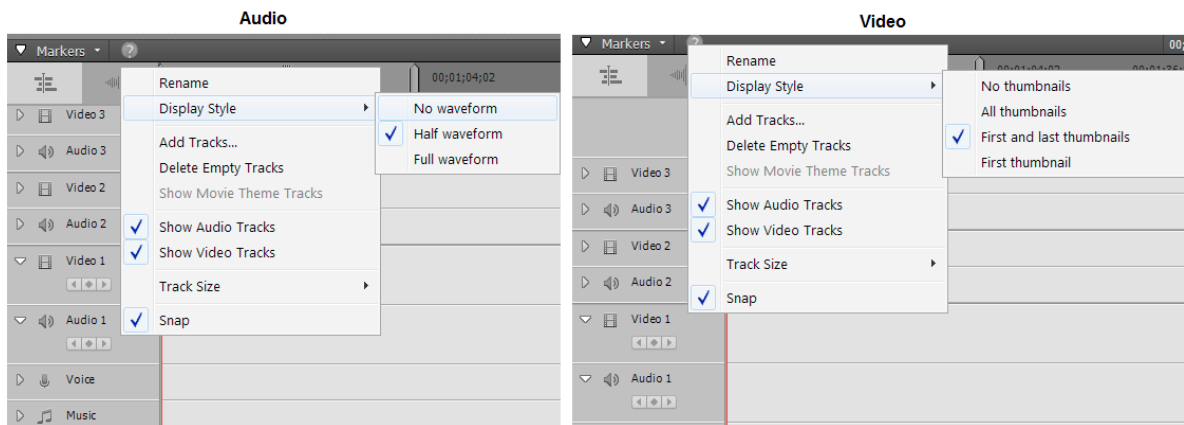 Audio
Markers
?
00;01;04;02
Rename
Display Style
No waveform
Half waveform
Full waveform
Add Tracks...
Delete Empty Tracks
Show Movie Theme Tracks
Show Audio Tracks
Show Video Tracks
Track Size
Snap
Video 3
Audio 3
Video 2
Audio 2
Video 1
Audio 1
Voice
Music
Video
Markers
00;
Rename
Display Style
No thumbnails
All thumbnails
First and last thumbnails
First thumbnail
Add Tracks...
Delete Empty Tracks
Show Movie Theme Tracks
Show Audio Tracks
Show Video Tracks
Track Size
Snap
Video 3
Audio 3
Video 2
Audio 2
Video 1
Audio 1